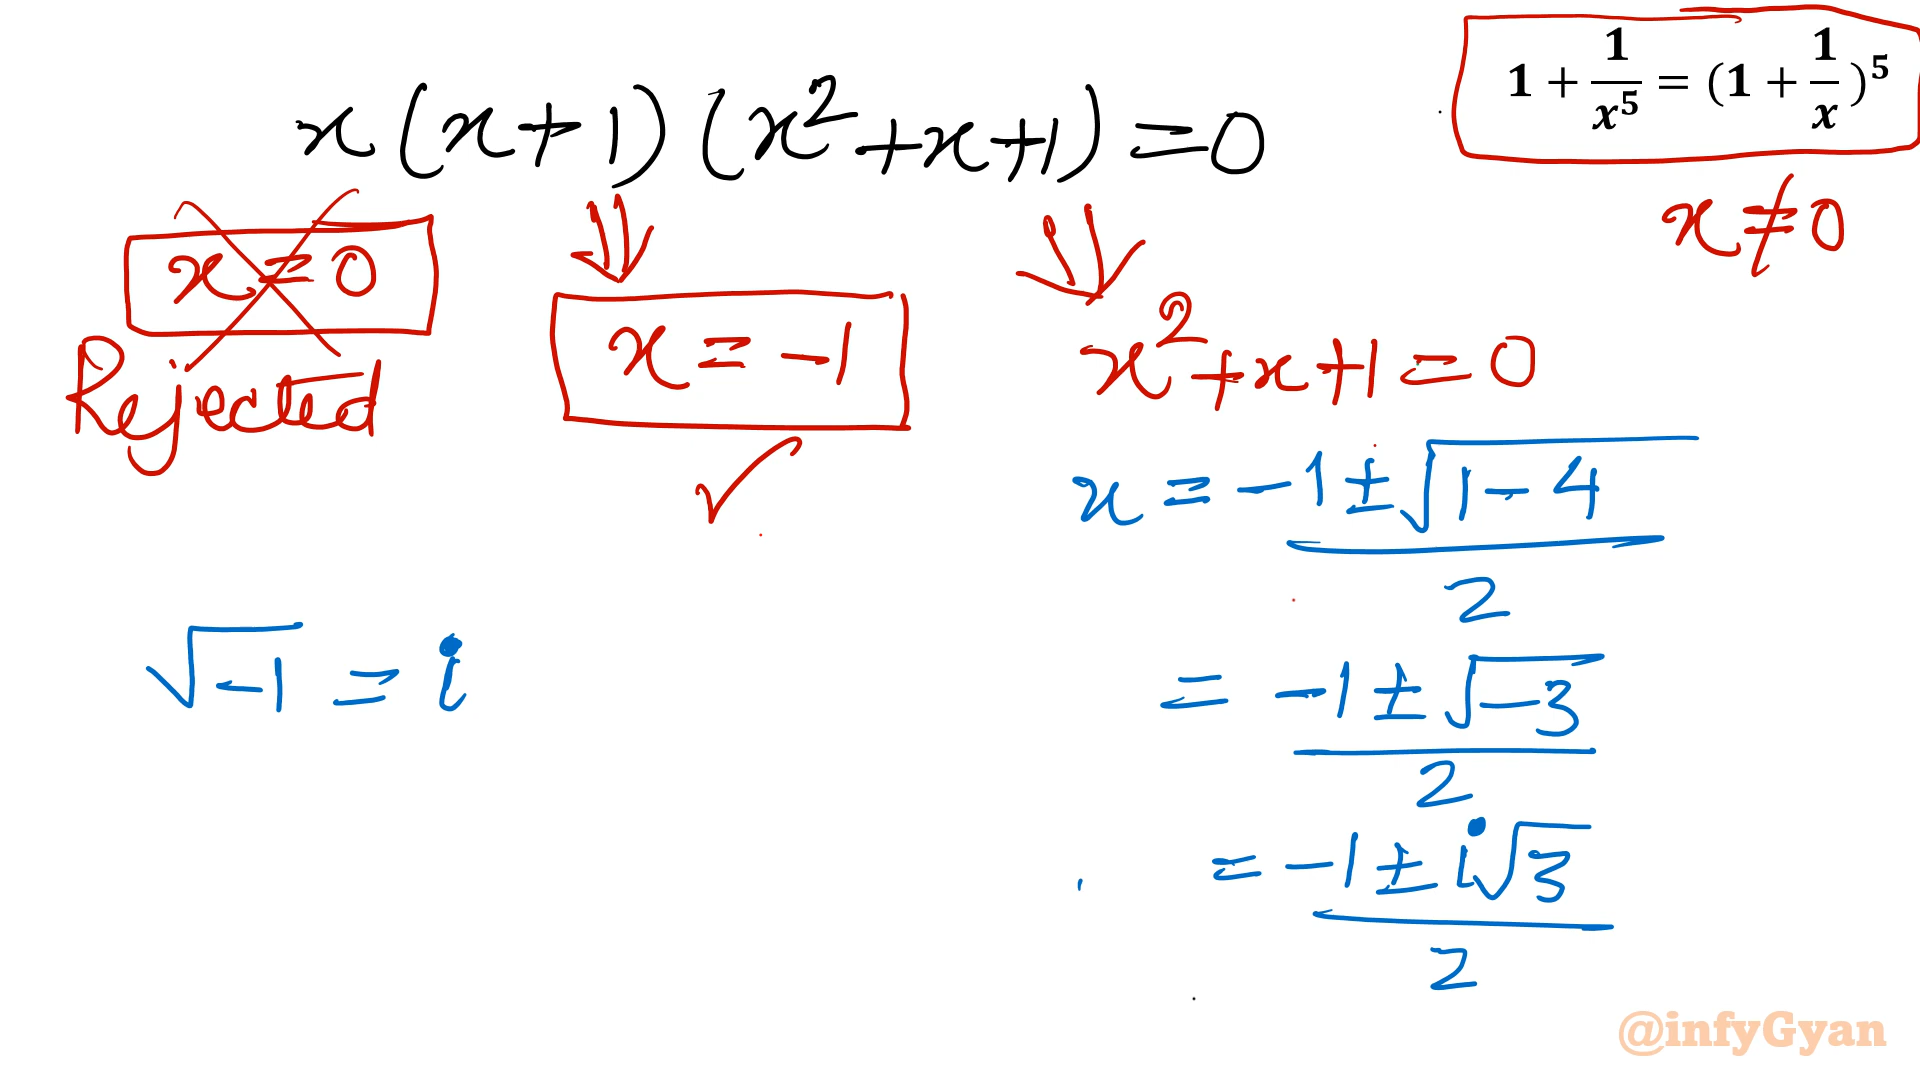 1 + 1/x⁵ = (1 + 1/x)⁵
x(x+1)(x²+x+1)=0
x≠0
x=0
Rejected
x=-1
x²+x+1=0
x = -1±√1-4
2
√-1 = i
= -1±√-3
2
= -1±i√3
2
@infyGyan